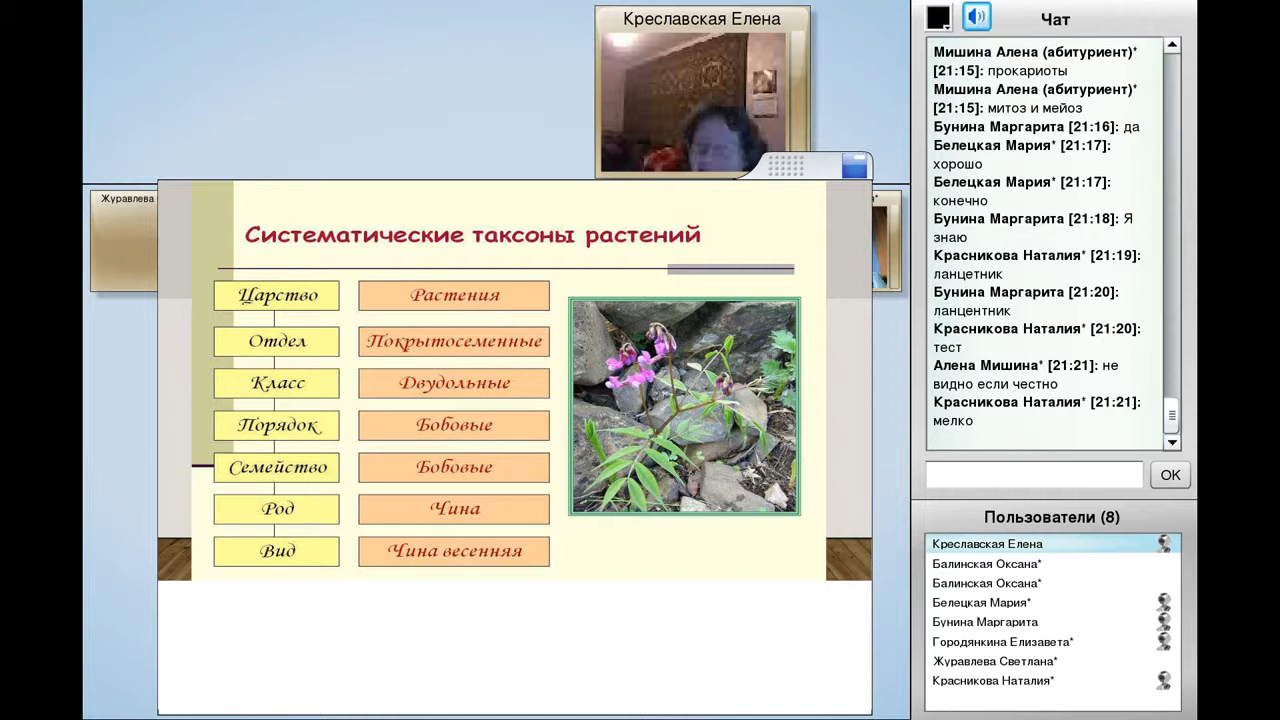 Креславская Елена
Журавлева
Систематические таксоны растений
Царство Растения
Отдел Покрытосеменные
Класс Двудольные
Порядок Бобовые
Семейство Бобовые
Род Чина
Вид Чина весенняя
Чат
Мишина Алена (абитуриент)*
[21:15]: прокариоты
Мишина Алена (абитуриент)*
[21:15]: митоз и мейоз
Бунина Маргарита [21:16]: да
Белецкая Мария* [21:17]:
хорошо
Белецкая Мария* [21:17]:
конечно
Бунина Маргарита [21:18]: Я
знаю
Красникова Наталия* [21:19]:
ланцетник
Бунина Маргарита [21:20]:
ланцентник
Красникова Наталия* [21:20]:
тест
Алена Мишина* [21:21]: не
видно если честно
Красникова Наталия* [21:21]:
мелко
OK
Пользователи (8)
Креславская Елена
Балинская Оксана*
Балинская Оксана*
Белецкая Мария*
Бунина Маргарита
Городянкина Елизавета*
Журавлева Светлана*
Красникова Наталия*